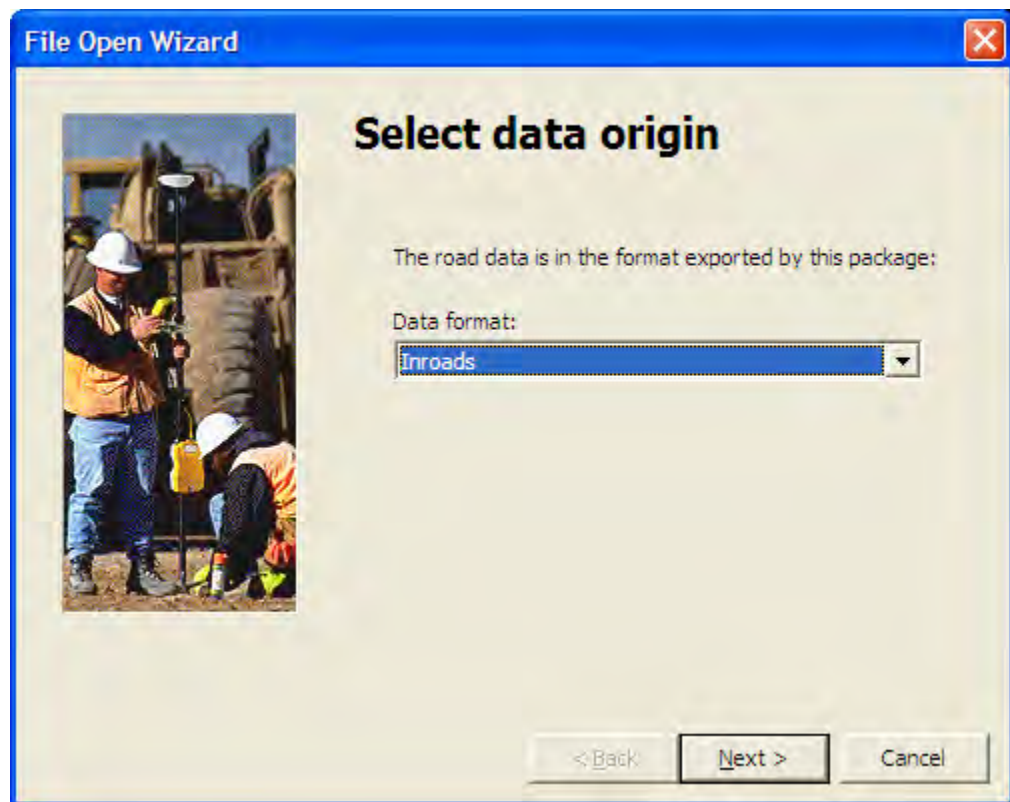 File Open Wizard
Select data origin
The road data is in the format exported by this package:
Data format:
Inroads
< Back
Next >
Cancel